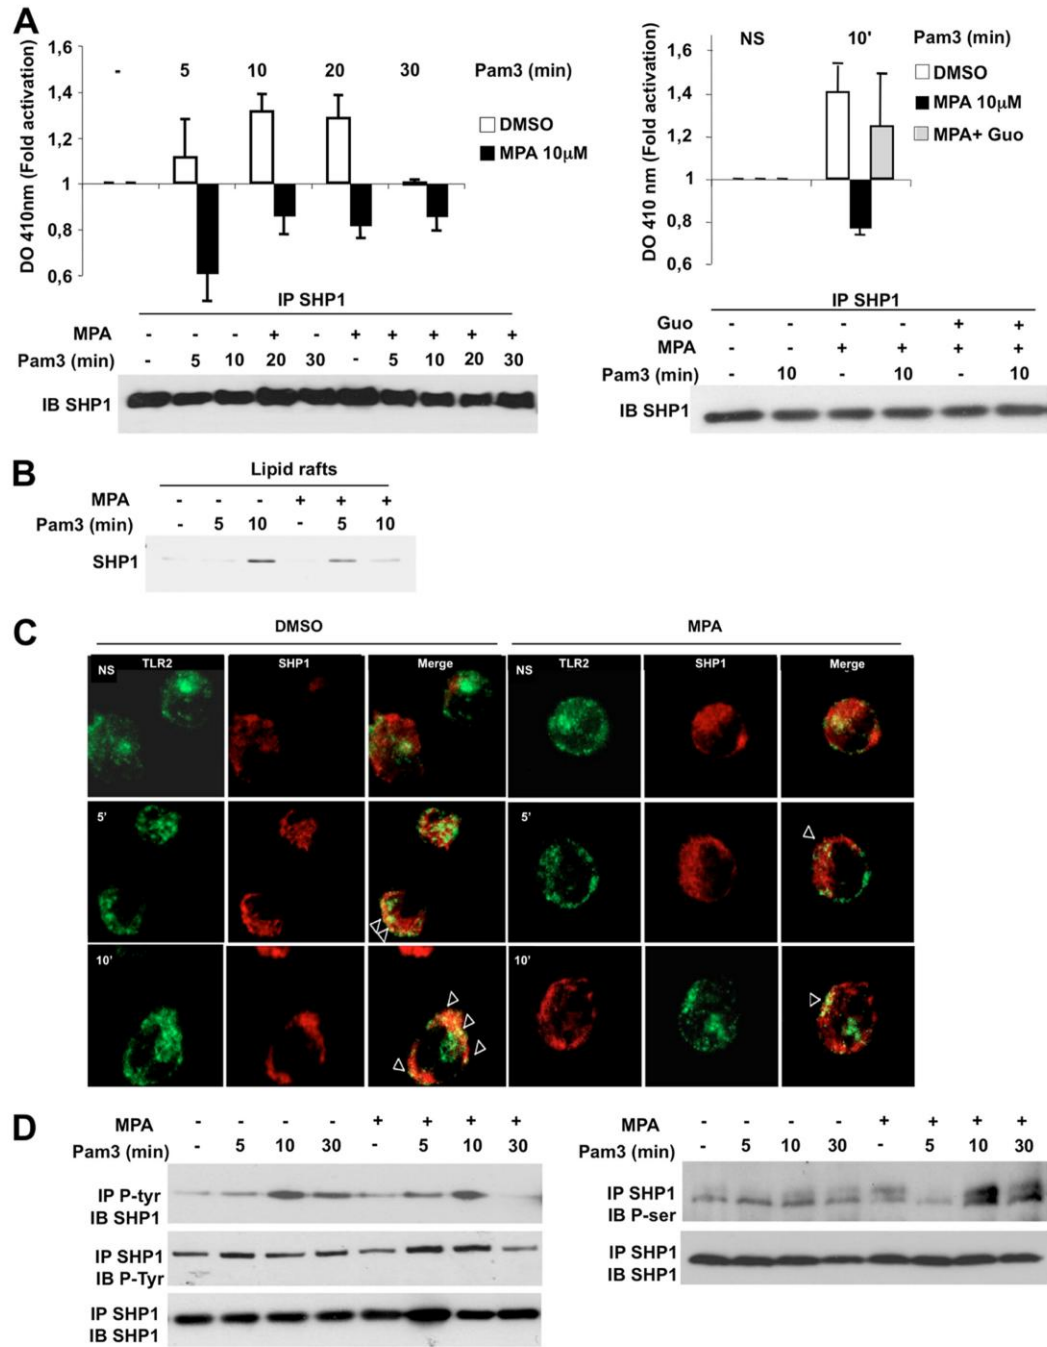 A
1,6
1,4
1,2
1
0,8
0,6
DO 410nm (Fold activation)
- 5 10 20 30 Pam3 (min)
DMSO
MPA 10µM
IP SHP1
MPA - - - + - + + + + +
Pam3 (min) - 5 10 20 30 - 5 10 20 30
IB SHP1
1,6
1,4
1,2
1
0,8
0,6
DO 410 nm (Fold activation)
NS 10' Pam3 (min)
DMSO
MPA 10µM
MPA+ Guo
IP SHP1
Guo - - - - + +
MPA - - + + + +
Pam3 (min) - 10 - 10 - 10
IB SHP1
B
Lipid rafts
MPA - - - + + +
Pam3 (min) - 5 10 - 5 10
SHP1
C
DMSO MPA
NS TLR2 SHP1 Merge NS TLR2 SHP1 Merge
5' 5'
10' 10'
D
MPA - - - - + + + +
Pam3 (min) - 5 10 30 - 5 10 30
IP P-tyr
IB SHP1
IP SHP1
IB P-Tyr
IP SHP1
IB SHP1
MPA - - - - + + + +
Pam3 (min) - 5 10 30 - 5 10 30
IP SHP1
IB P-ser
IP SHP1
IB SHP1